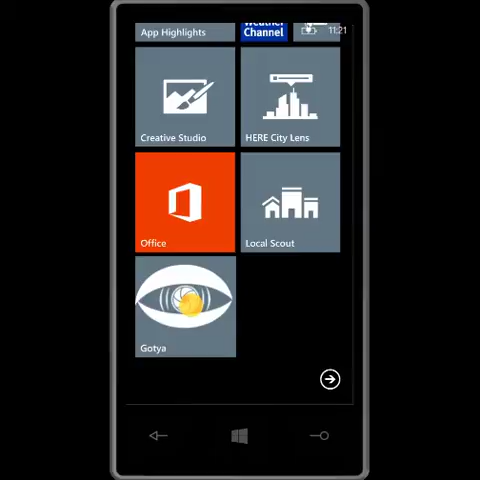 App Highlights
Weather
Channel
11:21
Creative Studio
HERE City Lens
Office
Local Scout
Gotya